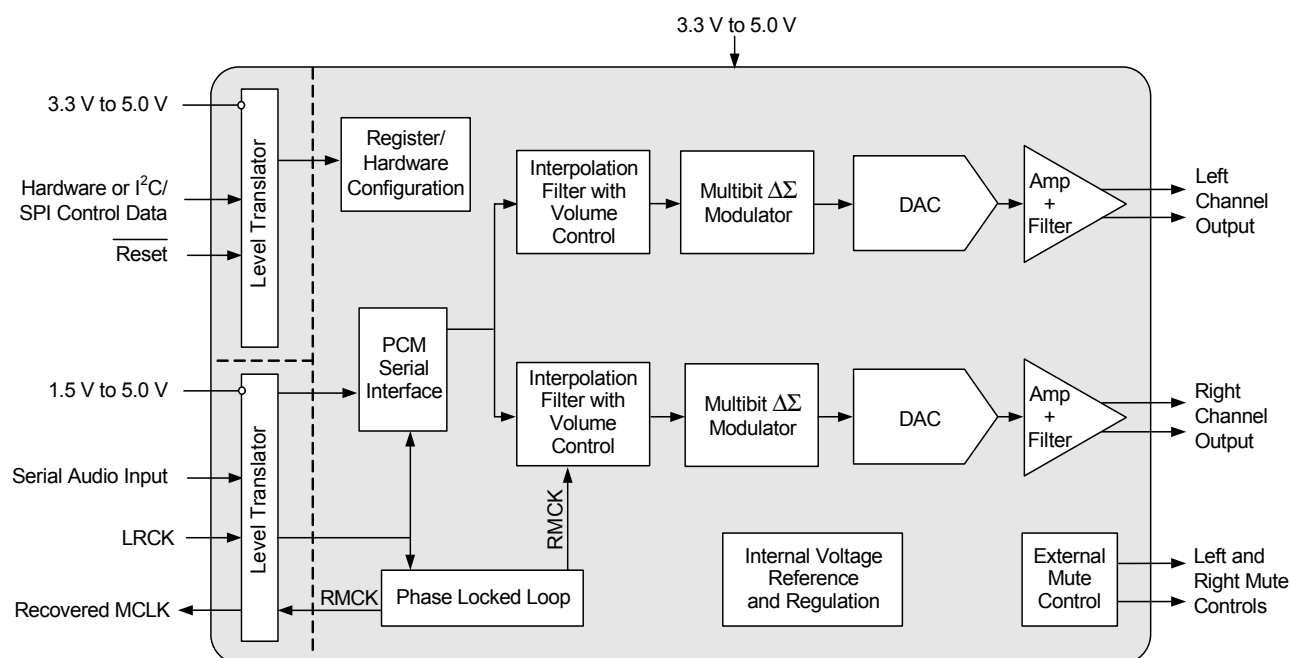 3.3 V to 5.0 V
3.3 V to 5.0 V
Hardware or I²C/
SPI Control Data
Reset
Level Translator
Register/
Hardware
Configuration
Interpolation
Filter with
Volume
Control
Multibit ΔΣ
Modulator
DAC
Amp
+
Filter
Left
Channel
Output
1.5 V to 5.0 V
Serial Audio Input
LRCK
Recovered MCLK
Level Translator
PCM
Serial
Interface
Interpolation
Filter with
Volume
Control
Multibit ΔΣ
Modulator
DAC
Amp
+
Filter
Right
Channel
Output
RMCK
RMCK
Phase Locked Loop
Internal Voltage
Reference
and Regulation
External
Mute
Control
Left and
Right Mute
Controls